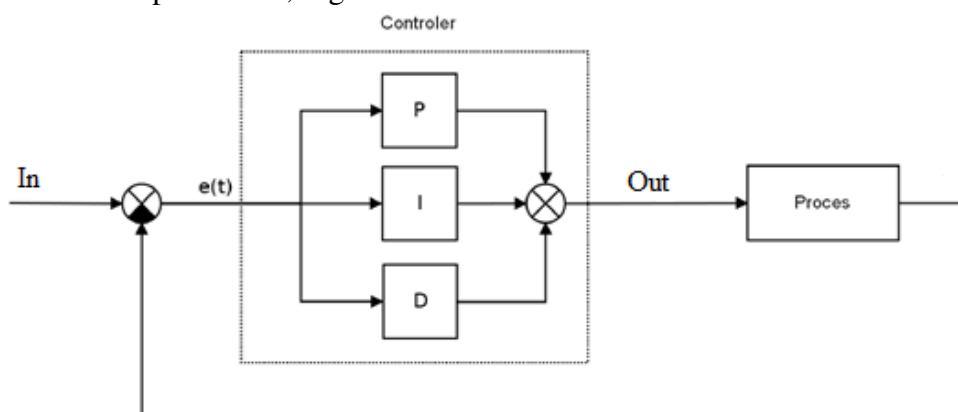 Controler
P
In
e(t)
I
Out
Proces
D